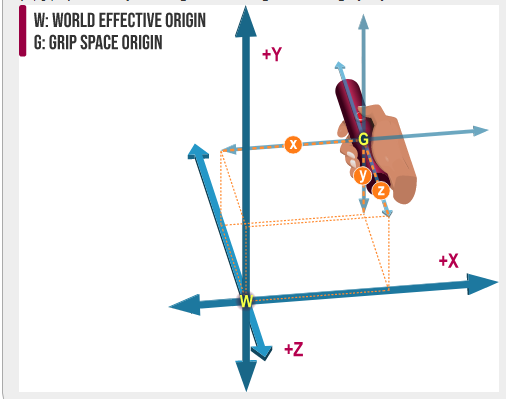 W: WORLD EFFECTIVE ORIGIN
G: GRIP SPACE ORIGIN
+Y
G
x
y
z
+X
W
+Z